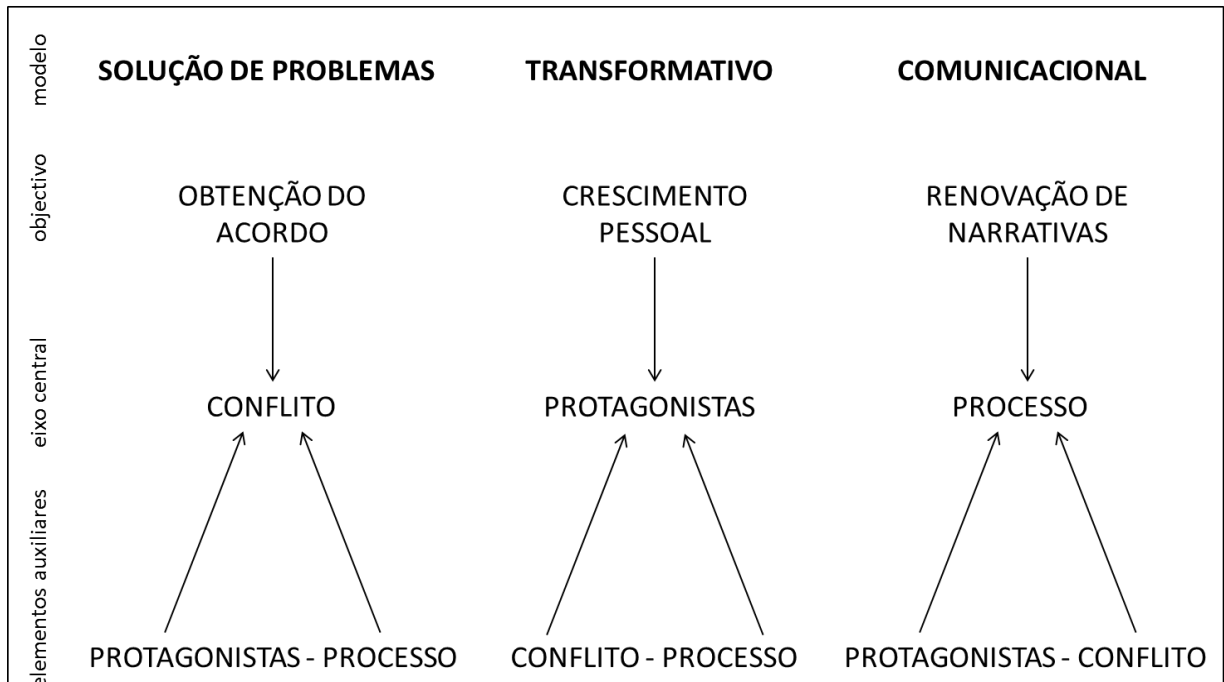 modelo
SOLUÇÃO DE PROBLEMAS
TRANSFORMATIVO
COMUNICACIONAL
objectivo
OBTENÇÃO DO
ACORDO
CRESCIMENTO
PESSOAL
RENOVAÇÃO DE
NARRATIVAS
eixo central
CONFLITO
PROTAGONISTAS
PROCESSO
elementos auxiliares
PROTAGONISTAS - PROCESSO
CONFLITO - PROCESSO
PROTAGONISTAS - CONFLITO